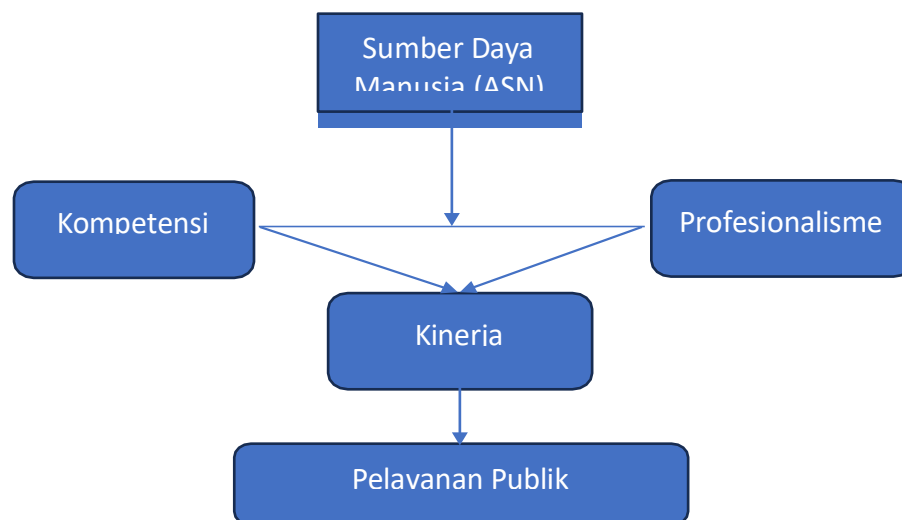 Sumber Daya
Manusia (ASN)
Kompetensi
Profesionalisme
Kinerja
Pelayanan Publik